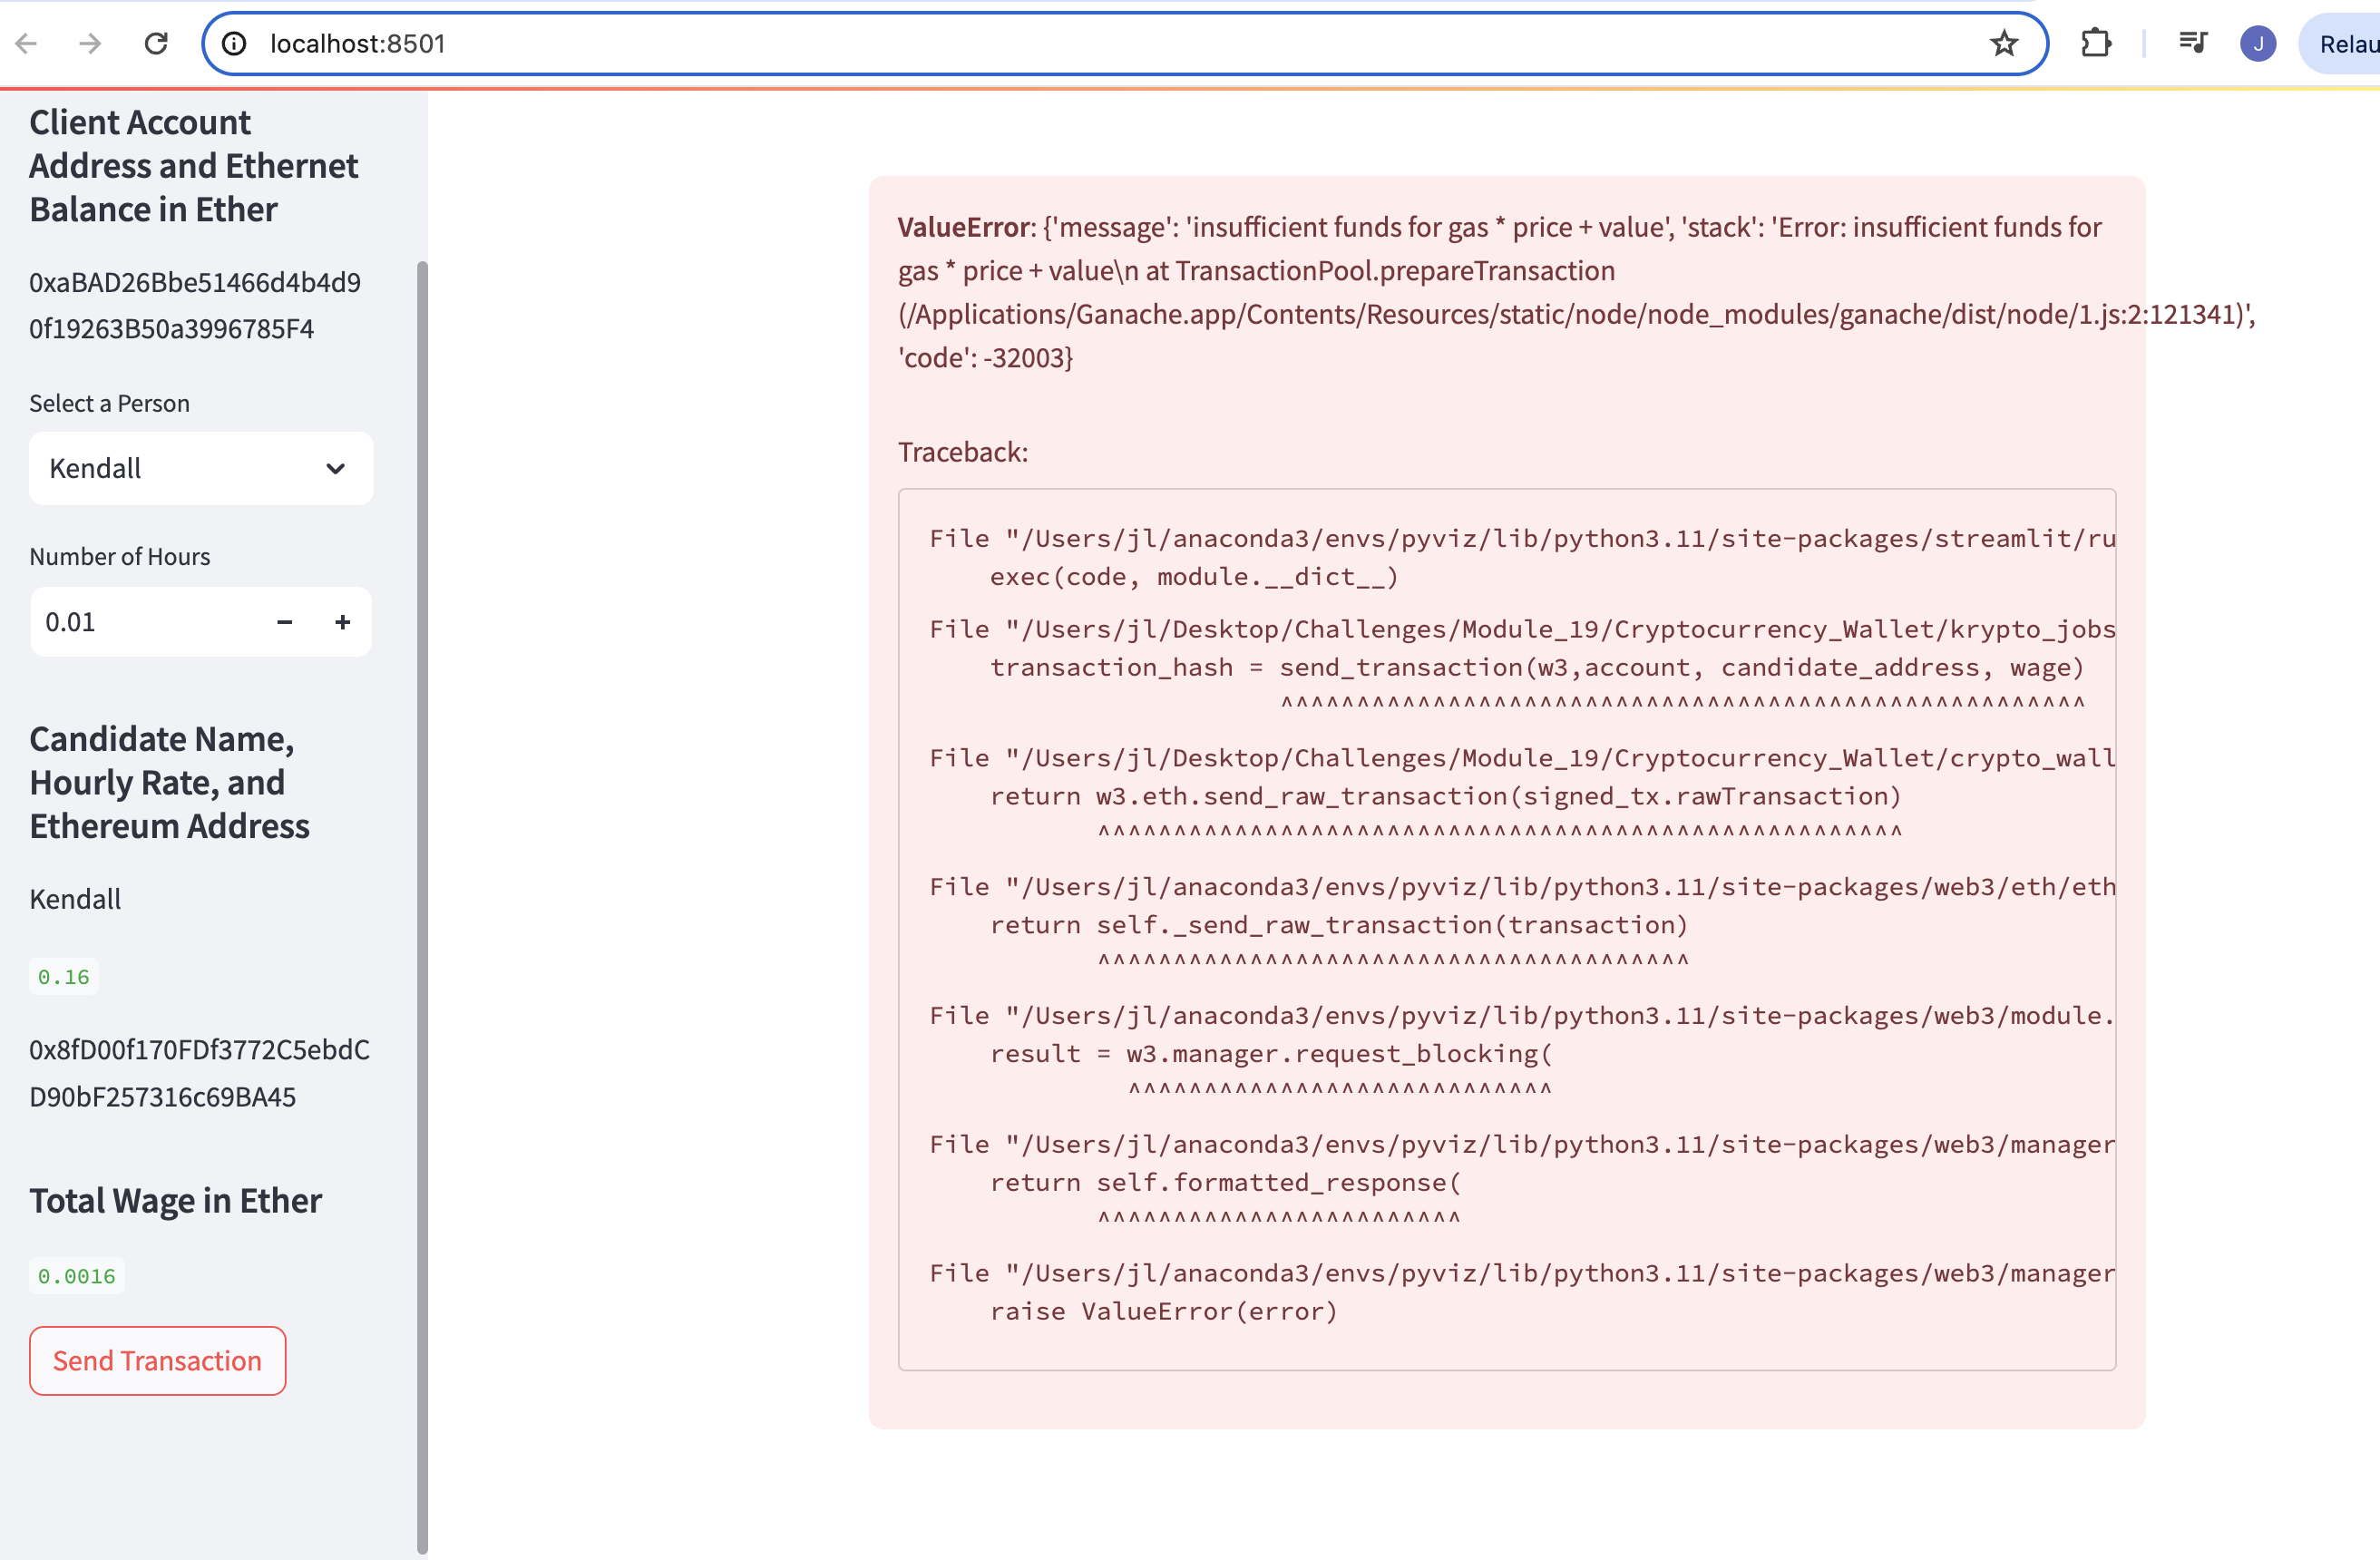 localhost:8501
J
Relau
Client Account
Address and Ethernet
Balance in Ether
0xaBAD26Bbe51466d4b4d9
0f19263B50a3996785F4
Select a Person
Kendall
Number of Hours
0.01
Candidate Name,
Hourly Rate, and
Ethereum Address
Kendall
0.16
0x8fD00f170FDf3772C5ebdC
D90bF257316c69BA45
Total Wage in Ether
0.0016
Send Transaction
ValueError: {'message': 'insufficient funds for gas * price + value', 'stack': 'Error: insufficient funds for
gas * price + value\n at TransactionPool.prepareTransaction
(/Applications/Ganache.app/Contents/Resources/static/node/node_modules/ganache/dist/node/1.js:2:121341)',
'code': -32003}
Traceback:
File "/Users/jl/anaconda3/envs/pyviz/lib/python3.11/site-packages/streamlit/ru
exec(code, module.__dict__)
File "/Users/jl/Desktop/Challenges/Module_19/Cryptocurrency_Wallet/krypto_jobs
transaction_hash = send_transaction(w3,account, candidate_address, wage)
^^^^^^^^^^^^^^^^^^^^^^^^^^^^^^^^^^^^^^^^^^^^^^^^^^^^^
File "/Users/jl/Desktop/Challenges/Module_19/Cryptocurrency_Wallet/crypto_wall
return w3.eth.send_raw_transaction(signed_tx.rawTransaction)
^^^^^^^^^^^^^^^^^^^^^^^^^^^^^^^^^^^^^^^^^^^^^^^^^^^^^
File "/Users/jl/anaconda3/envs/pyviz/lib/python3.11/site-packages/web3/eth/eth
return self._send_raw_transaction(transaction)
^^^^^^^^^^^^^^^^^^^^^^^^^^^^^^^^^^^^^^^
File "/Users/jl/anaconda3/envs/pyviz/lib/python3.11/site-packages/web3/module.
result = w3.manager.request_blocking(
^^^^^^^^^^^^^^^^^^^^^^^^^^^^
File "/Users/jl/anaconda3/envs/pyviz/lib/python3.11/site-packages/web3/manager
return self.formatted_response(
^^^^^^^^^^^^^^^^^^^^^^^^
File "/Users/jl/anaconda3/envs/pyviz/lib/python3.11/site-packages/web3/manager
raise ValueError(error)